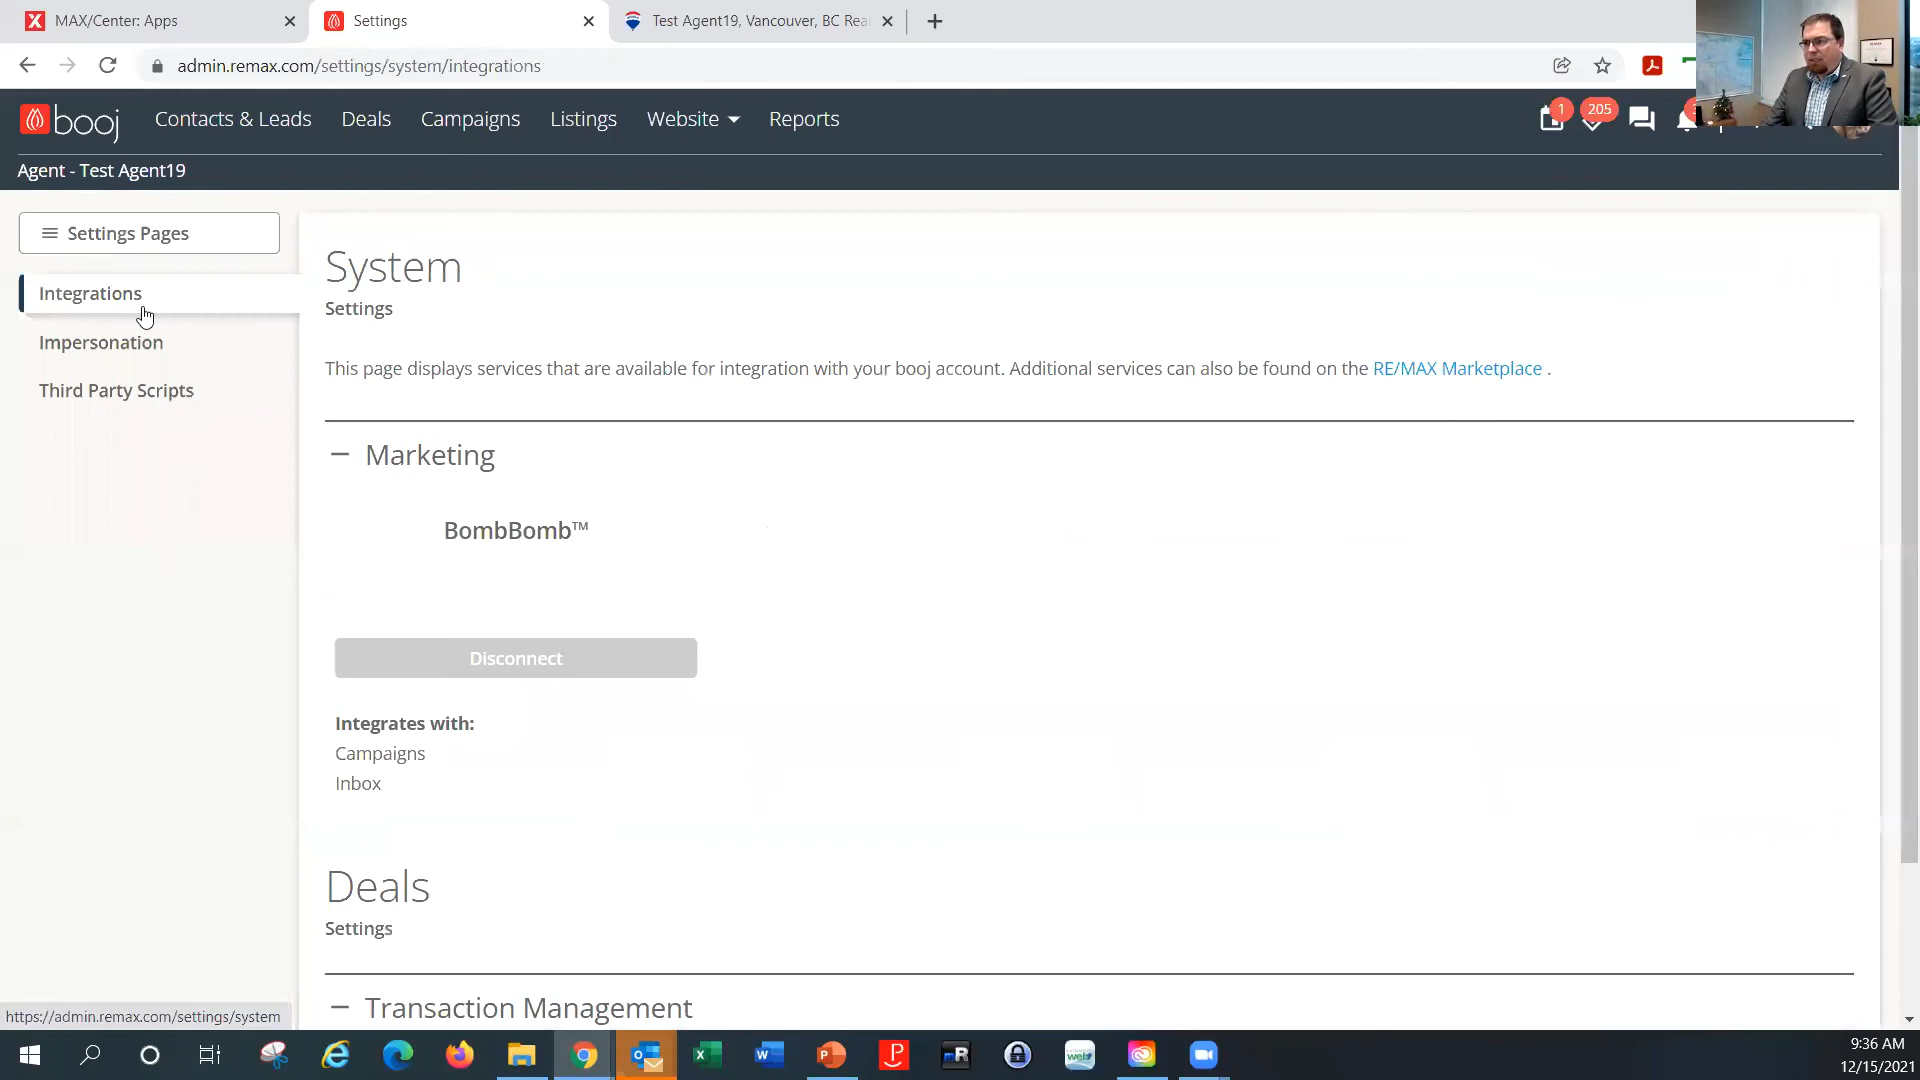 MAX/Center: Apps
Settings
Test Agent19, Vancouver, BC Rea
admin.remax.com/settings/system/integrations
booj
Contacts & Leads
Deals
Campaigns
Listings
Website
Reports
1
205
Agent - Test Agent19
Settings Pages
Integrations
Impersonation
Third Party Scripts
System
Settings
This page displays services that are available for integration with your booj account. Additional services can also be found on the RE/MAX Marketplace .
Marketing
BombBomb™
Disconnect
Integrates with:
Campaigns
Inbox
Deals
Settings
Transaction Management
https://admin.remax.com/settings/system
9:36 AM
12/15/2021